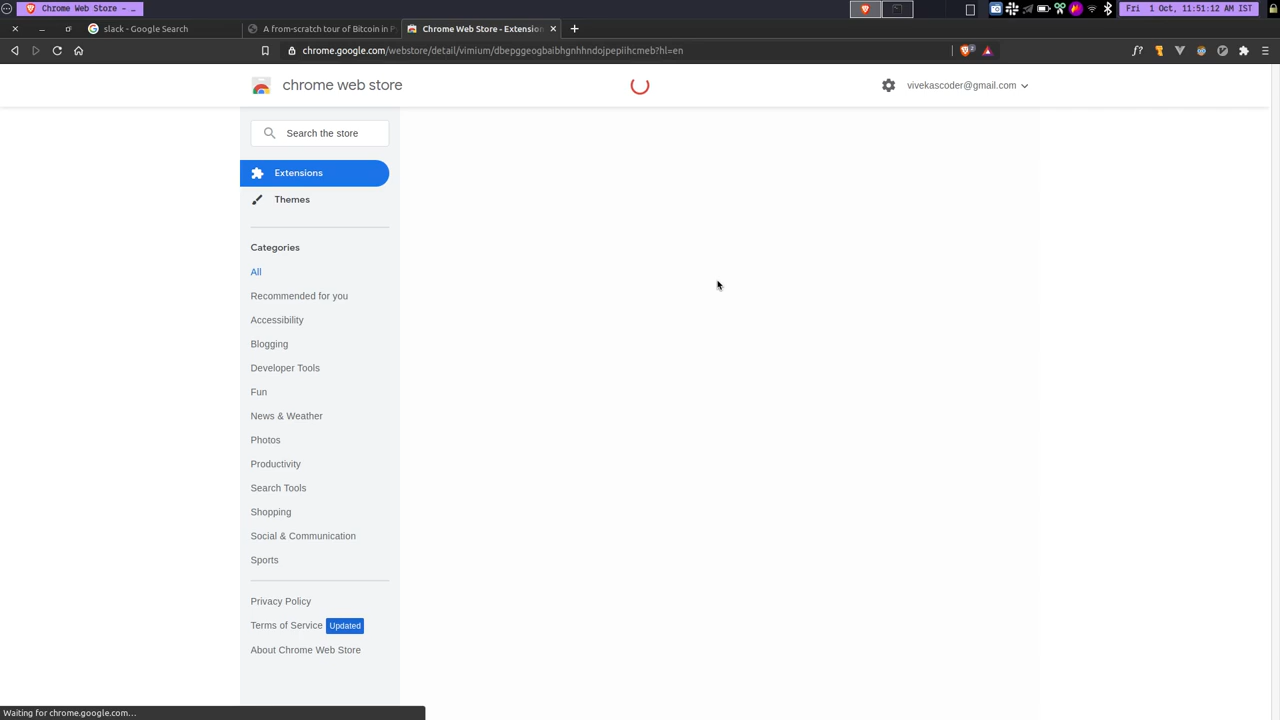 Chrome Web Store - …
Fri 1 Oct, 11:51:12 AM IST
slack - Google Search
A from-scratch tour of Bitcoin in P
Chrome Web Store - Extension
chrome.google.com/webstore/detail/vimium/dbepggeogbaibhgnhhndojpepiihcmeb?hl=en
2
f?
chrome web store
vivekascoder@gmail.com
Search the store
Extensions
Themes
Categories
All
Recommended for you
Accessibility
Blogging
Developer Tools
Fun
News & Weather
Photos
Productivity
Search Tools
Shopping
Social & Communication
Sports
Privacy Policy
Terms of Service Updated
About Chrome Web Store
Waiting for chrome.google.com…